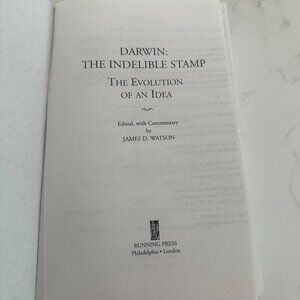 DARWIN:
THE INDELIBLE STAMP
THE EVOLUTION
OF AN IDEA
Edited, with Commentary
by
JAMES D. WATSON
RUNNING PRESS
Philadelphia • London